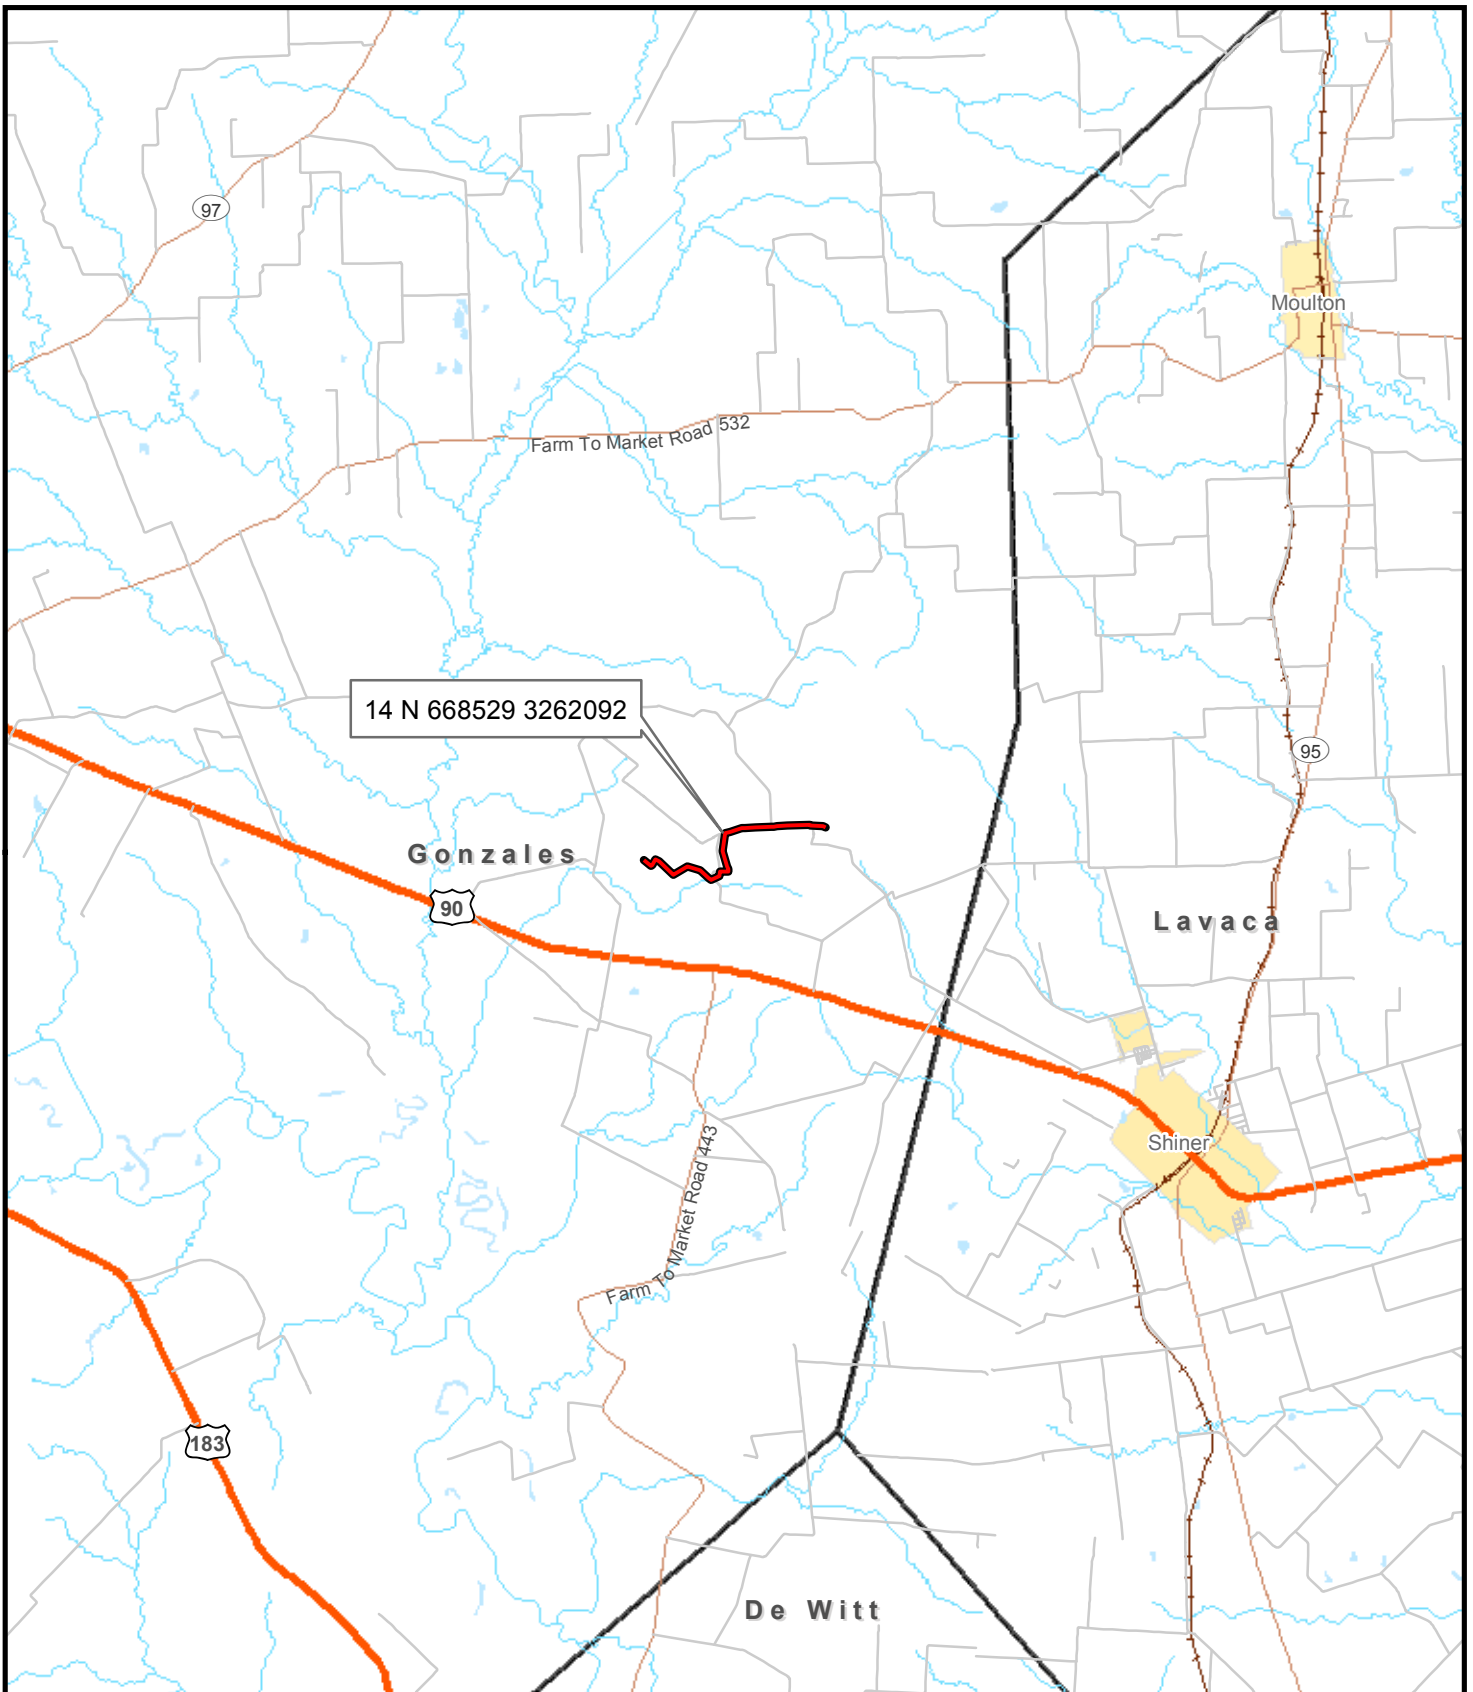 97
Moulton
Farm To Market Road 532
14 N 668529 3262092
95
Gonzales
90
Lavaca
Shiner
Farm To Market Road 443
183
De Witt